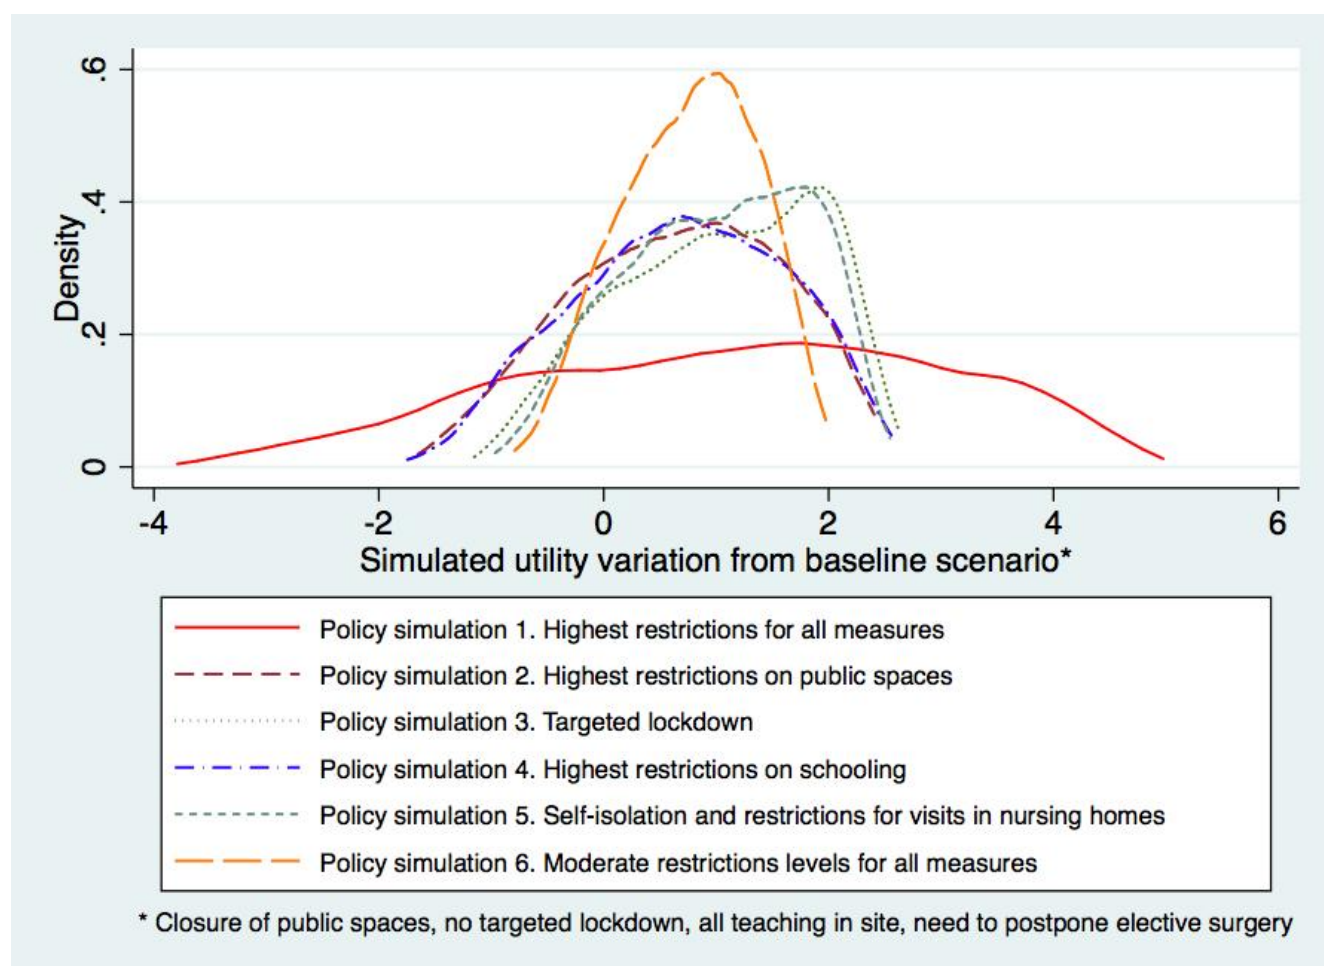 .6
.4
.2
0
Density
-4 -2 0 2 4 6
Simulated utility variation from baseline scenario*
Policy simulation 1. Highest restrictions for all measures
Policy simulation 2. Highest restrictions on public spaces
Policy simulation 3. Targeted lockdown
Policy simulation 4. Highest restrictions on schooling
Policy simulation 5. Self-isolation and restrictions for visits in nursing homes
Policy simulation 6. Moderate restrictions levels for all measures
* Closure of public spaces, no targeted lockdown, all teaching in site, need to postpone elective surgery